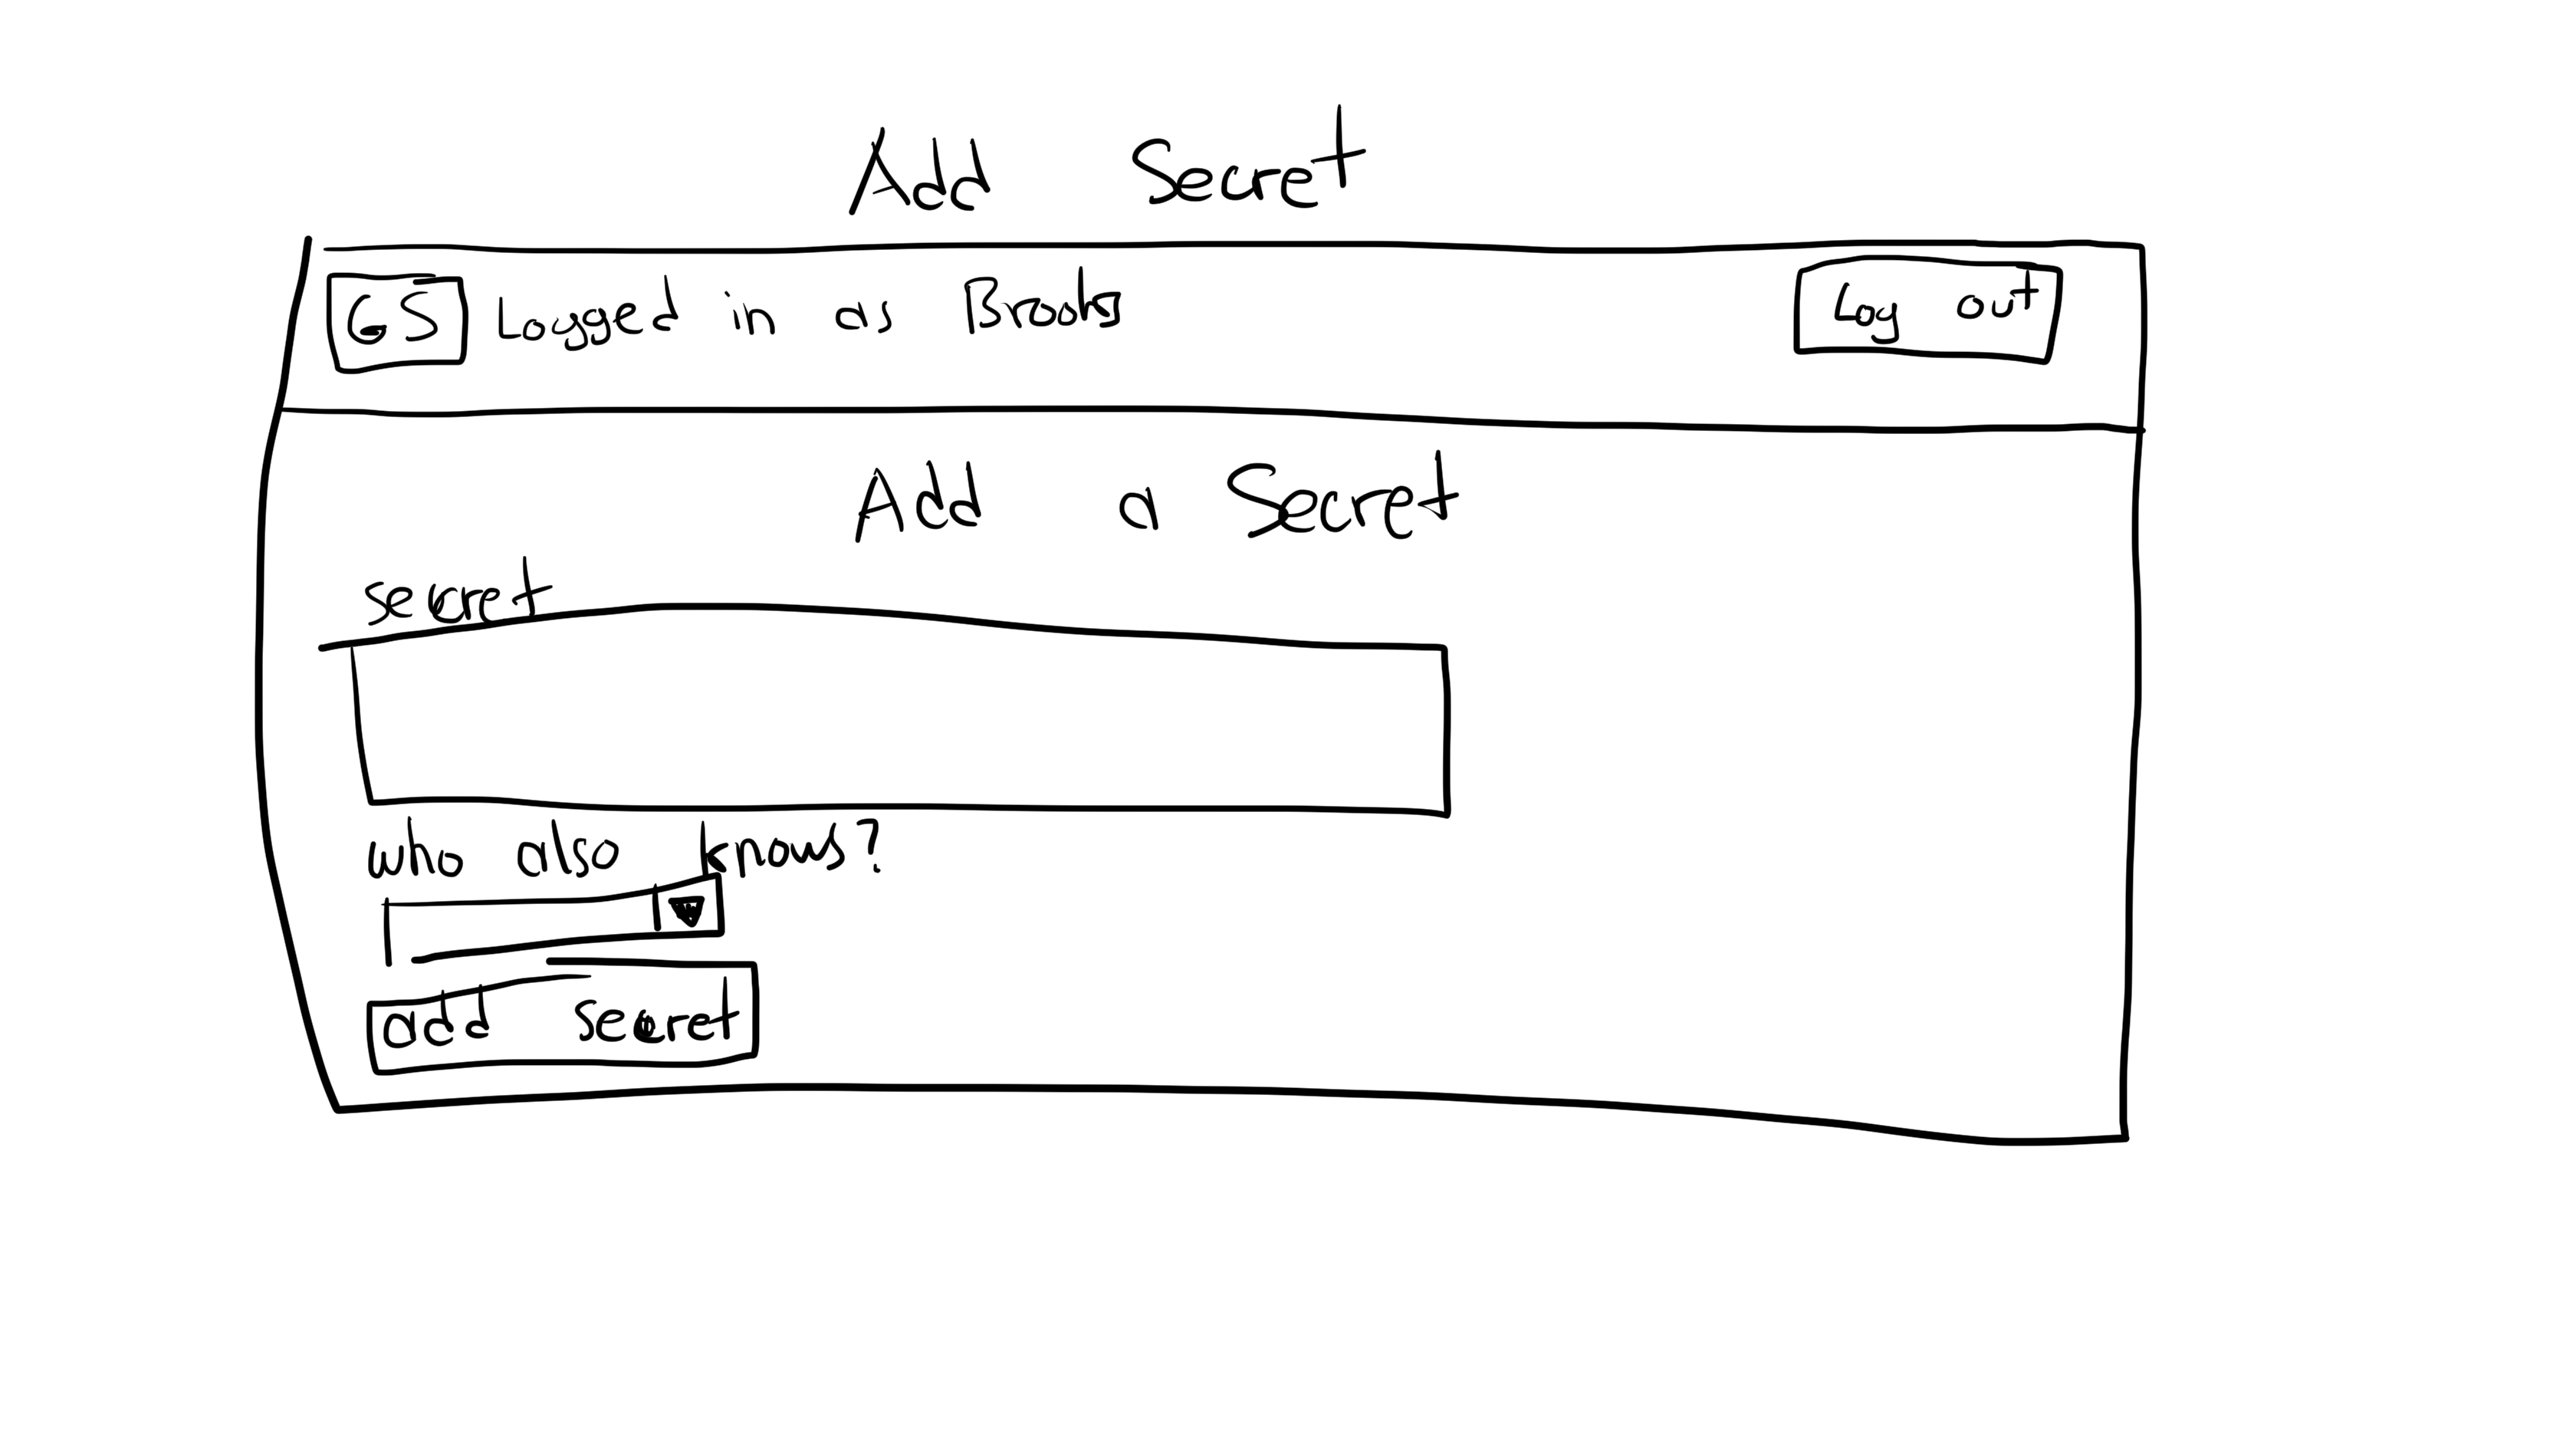 Add Secret
GS Logged in as Brooks Log out
Add a Secret
secret
who also knows?
add secret